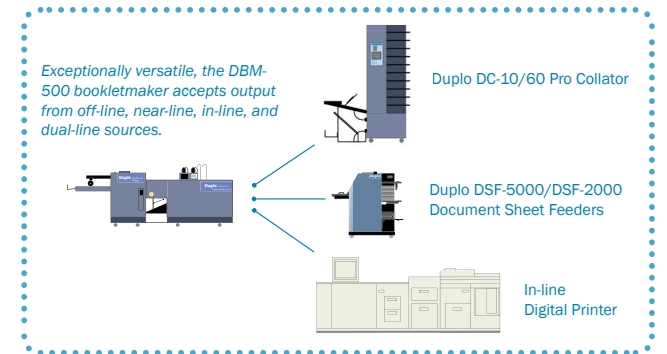 Exceptionally versatile, the DBM-
500 bookletmaker accepts output
from off-line, near-line, in-line, and
dual-line sources.
Duplo DC-10/60 Pro Collator
Duplo DSF-5000/DSF-2000
Document Sheet Feeders
In-line
Digital Printer